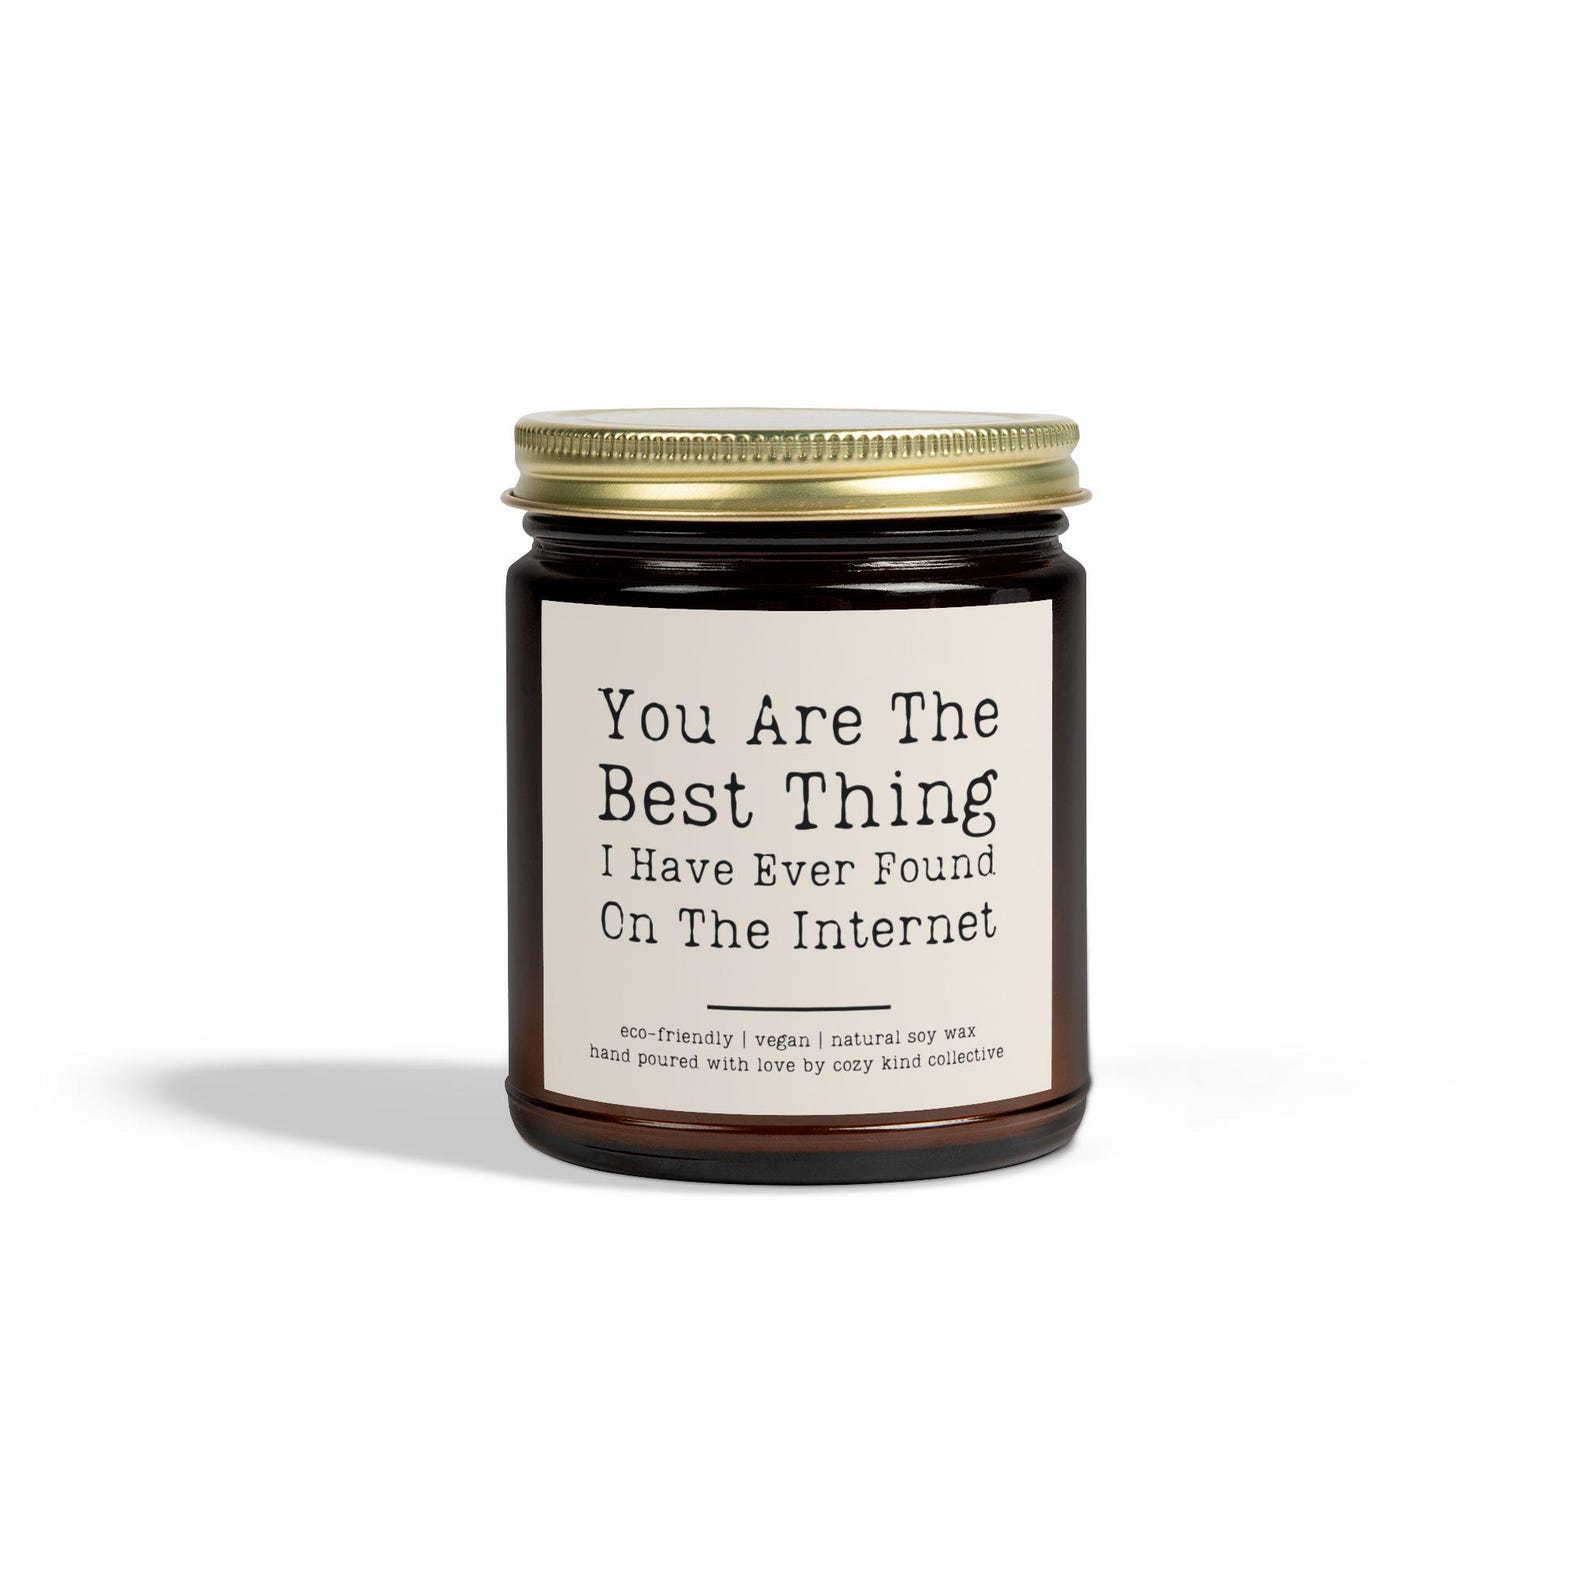 You Are The
Best Thing
I Have Ever Found
On The Internet
eco-friendly | vegan | natural soy wax
hand poured with love by cozy kind collective